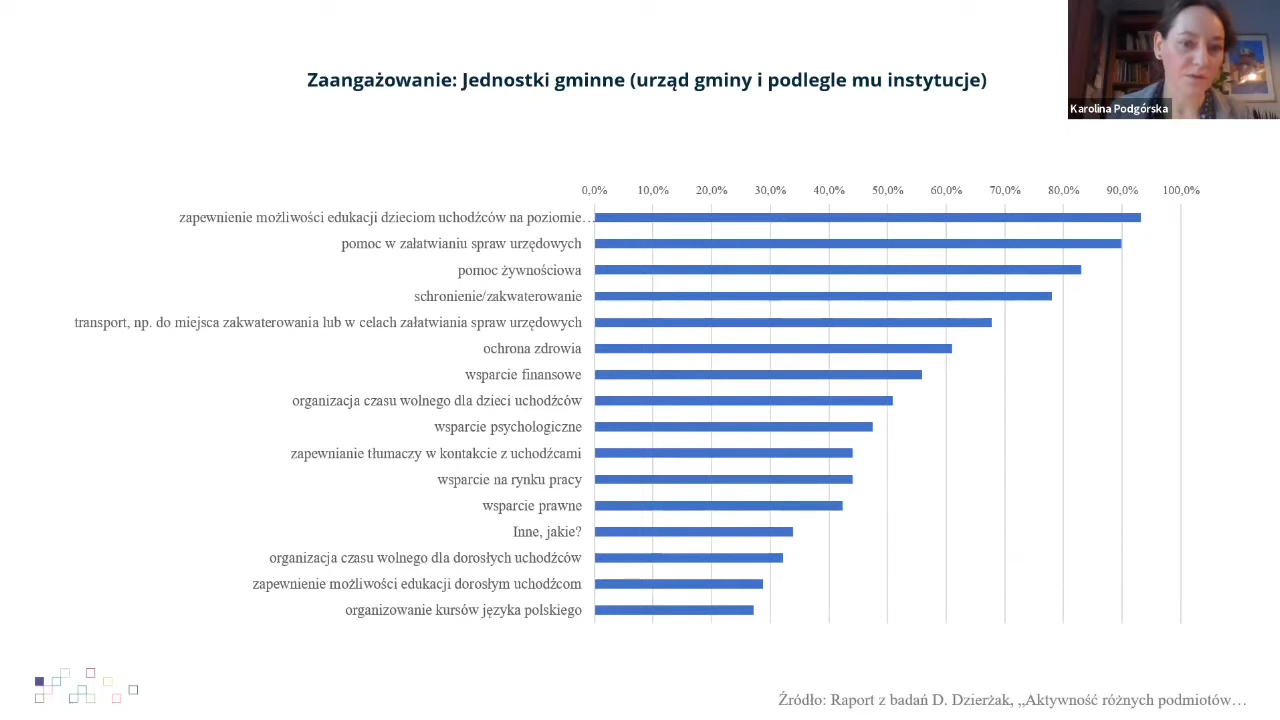 Zaangażowanie: Jednostki gminne (urząd gminy i podlegle mu instytucje)
Karolina Podgórska
0,0% 10,0% 20,0% 30,0% 40,0% 50,0% 60,0% 70,0% 80,0% 90,0% 100,0%
zapewnienie możliwości edukacji dzieciom uchodźców na poziomie…
pomoc w załatwianiu spraw urzędowych
pomoc żywnościowa
schronienie/zakwaterowanie
transport, np. do miejsca zakwaterowania lub w celach załatwiania spraw urzędowych
ochrona zdrowia
wsparcie finansowe
organizacja czasu wolnego dla dzieci uchodźców
wsparcie psychologiczne
zapewnianie tłumaczy w kontakcie z uchodźcami
wsparcie na rynku pracy
wsparcie prawne
Inne, jakie?
organizacja czasu wolnego dla dorosłych uchodźców
zapewnienie możliwości edukacji dorosłym uchodźcom
organizowanie kursów języka polskiego
Źródło: Raport z badań D. Dzierżak, „Aktywność różnych podmiotów…